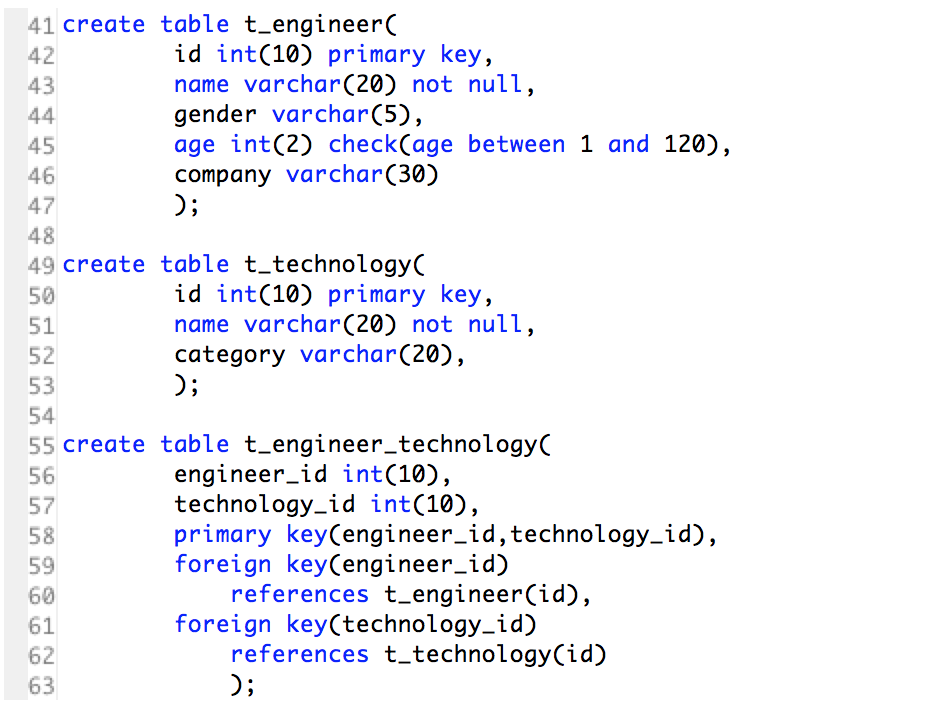 41 create table t_engineer(
42 id int(10) primary key,
43 name varchar(20) not null,
44 gender varchar(5),
45 age int(2) check(age between 1 and 120),
46 company varchar(30)
47 );
48
49 create table t_technology(
50 id int(10) primary key,
51 name varchar(20) not null,
52 category varchar(20),
53 );
54
55 create table t_engineer_technology(
56 engineer_id int(10),
57 technology_id int(10),
58 primary key(engineer_id,technology_id),
59 foreign key(engineer_id)
60 references t_engineer(id),
61 foreign key(technology_id)
62 references t_technology(id)
63 );